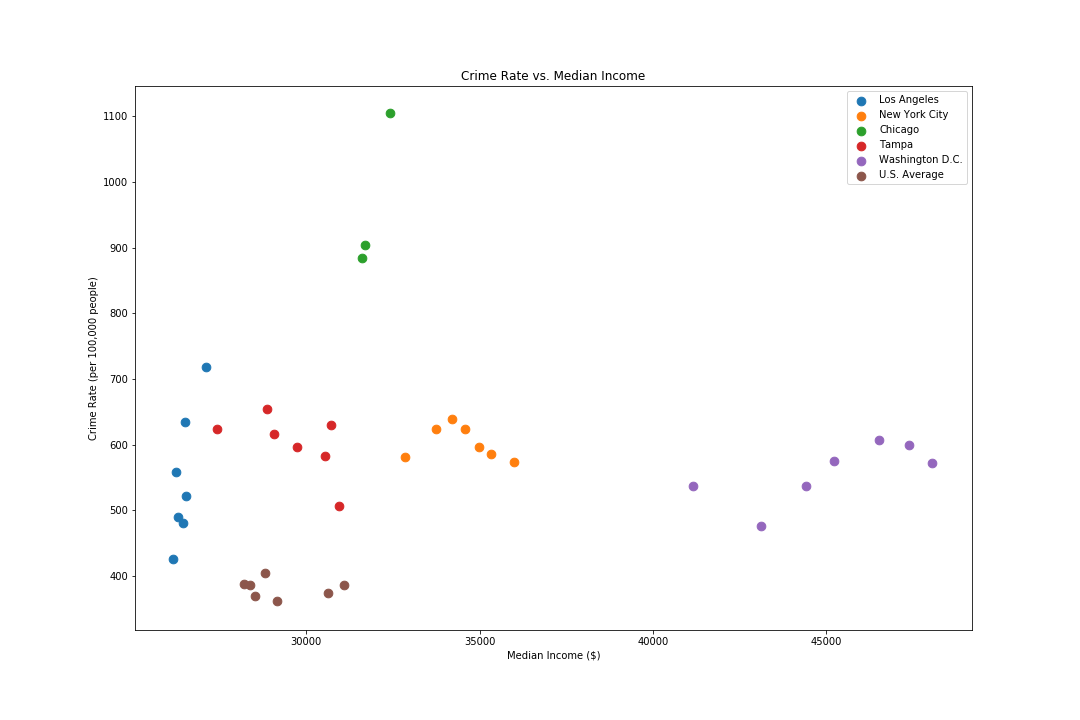 Crime Rate vs. Median Income
Los Angeles
New York City
Chicago
Tampa
Washington D.C.
U.S. Average
Crime Rate (per 100,000 people)
1100
1000
900
800
700
600
500
400
30000 35000 40000 45000
Median Income ($)